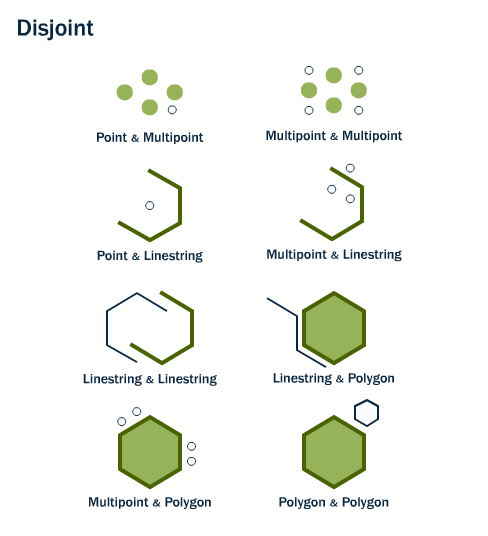 Disjoint
Point & Multipoint
Multipoint & Multipoint
Point & Linestring
Multipoint & Linestring
Linestring & Linestring
Linestring & Polygon
Multipoint & Polygon
Polygon & Polygon